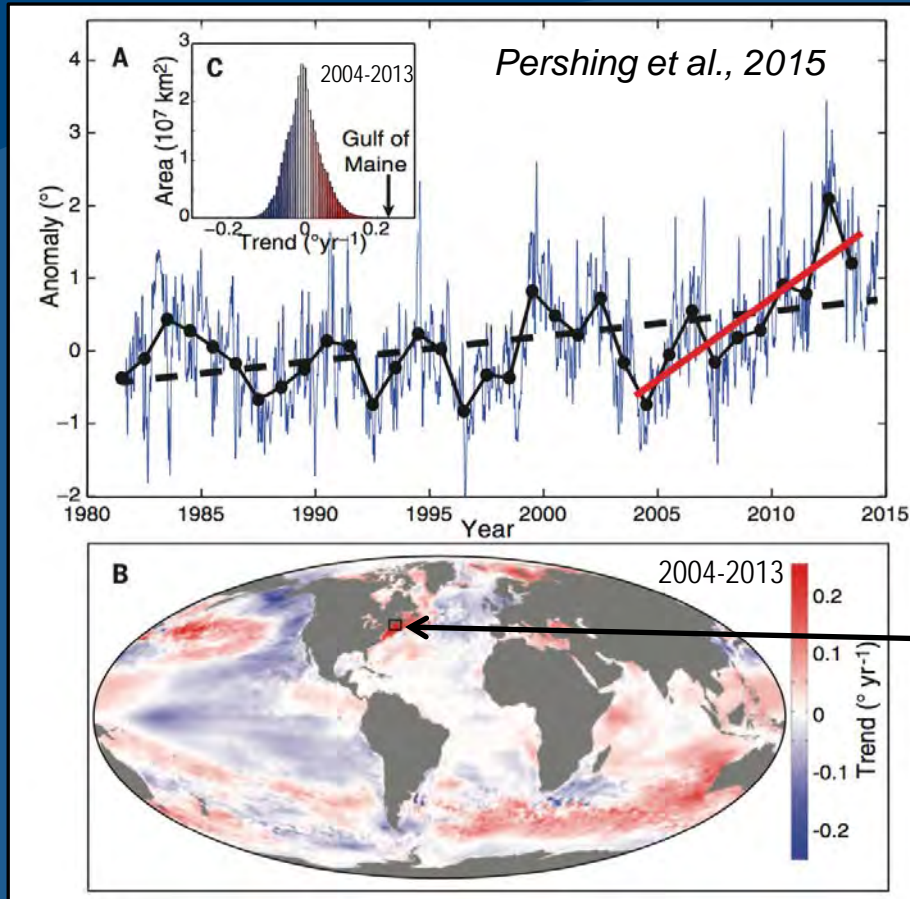 Pershing et al., 2015
A
C
2004-2013
Gulf of
Maine
Area (10⁷ km²)
3
2
1
0
-0.2
0
0.2
Trend (°yr⁻¹)
Anomaly (°)
4
3
2
1
0
−1
−2
1980
1985
1990
1995
2000
2005
2010
2015
Year
B
2004-2013
0.2
0.1
0
-0.1
-0.2
Trend (° yr⁻¹)